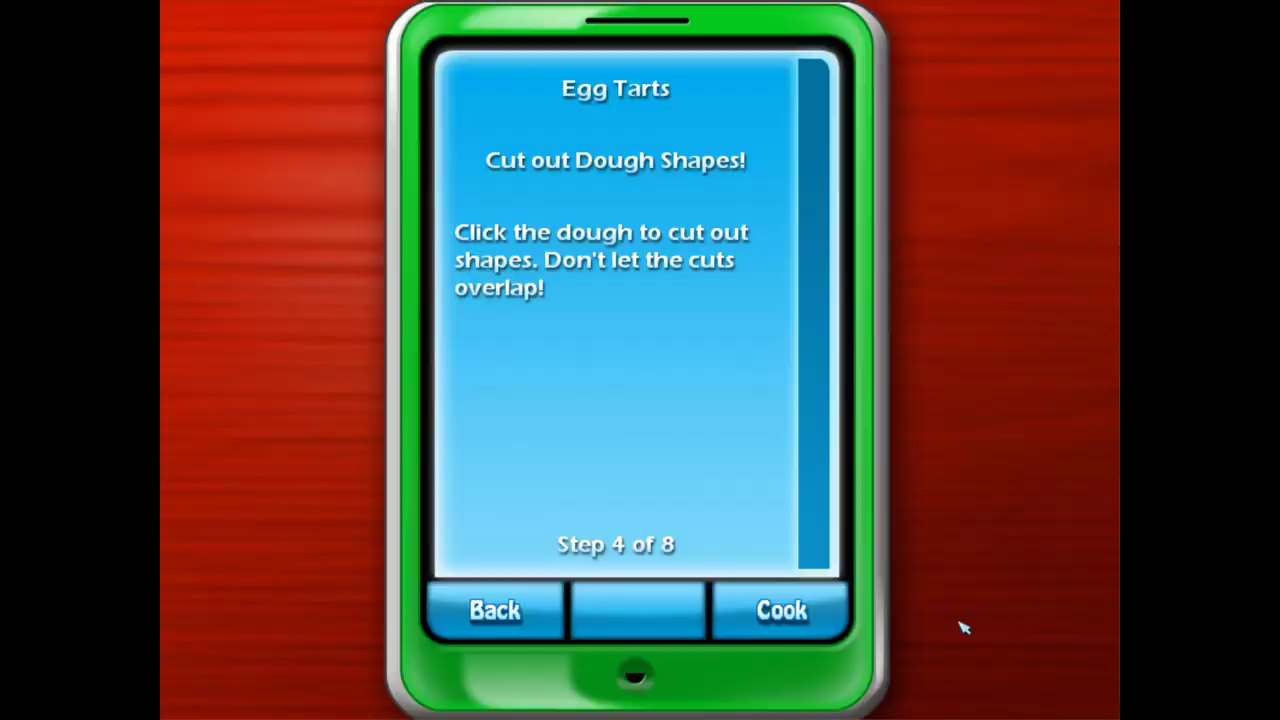 Egg Tarts
Cut out Dough Shapes!
Click the dough to cut out
shapes. Don't let the cuts
overlap!
Step 4 of 8
Back
Cook